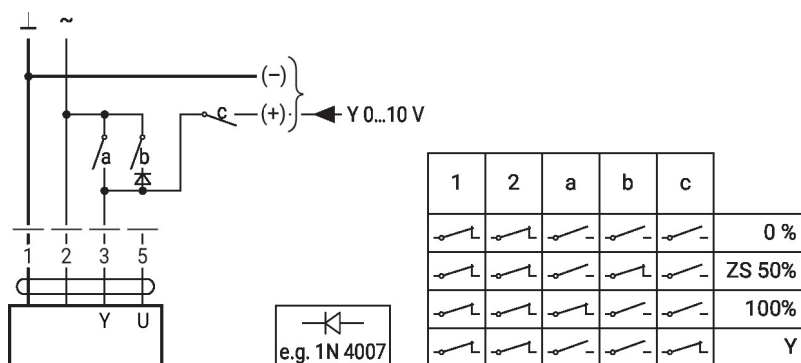 ⊥ ~
(–)
c (+) Y 0...10 V
a b
1 2 3 5
Y U
e.g. 1N 4007
1 2 a b c
0 %
ZS 50%
100%
Y